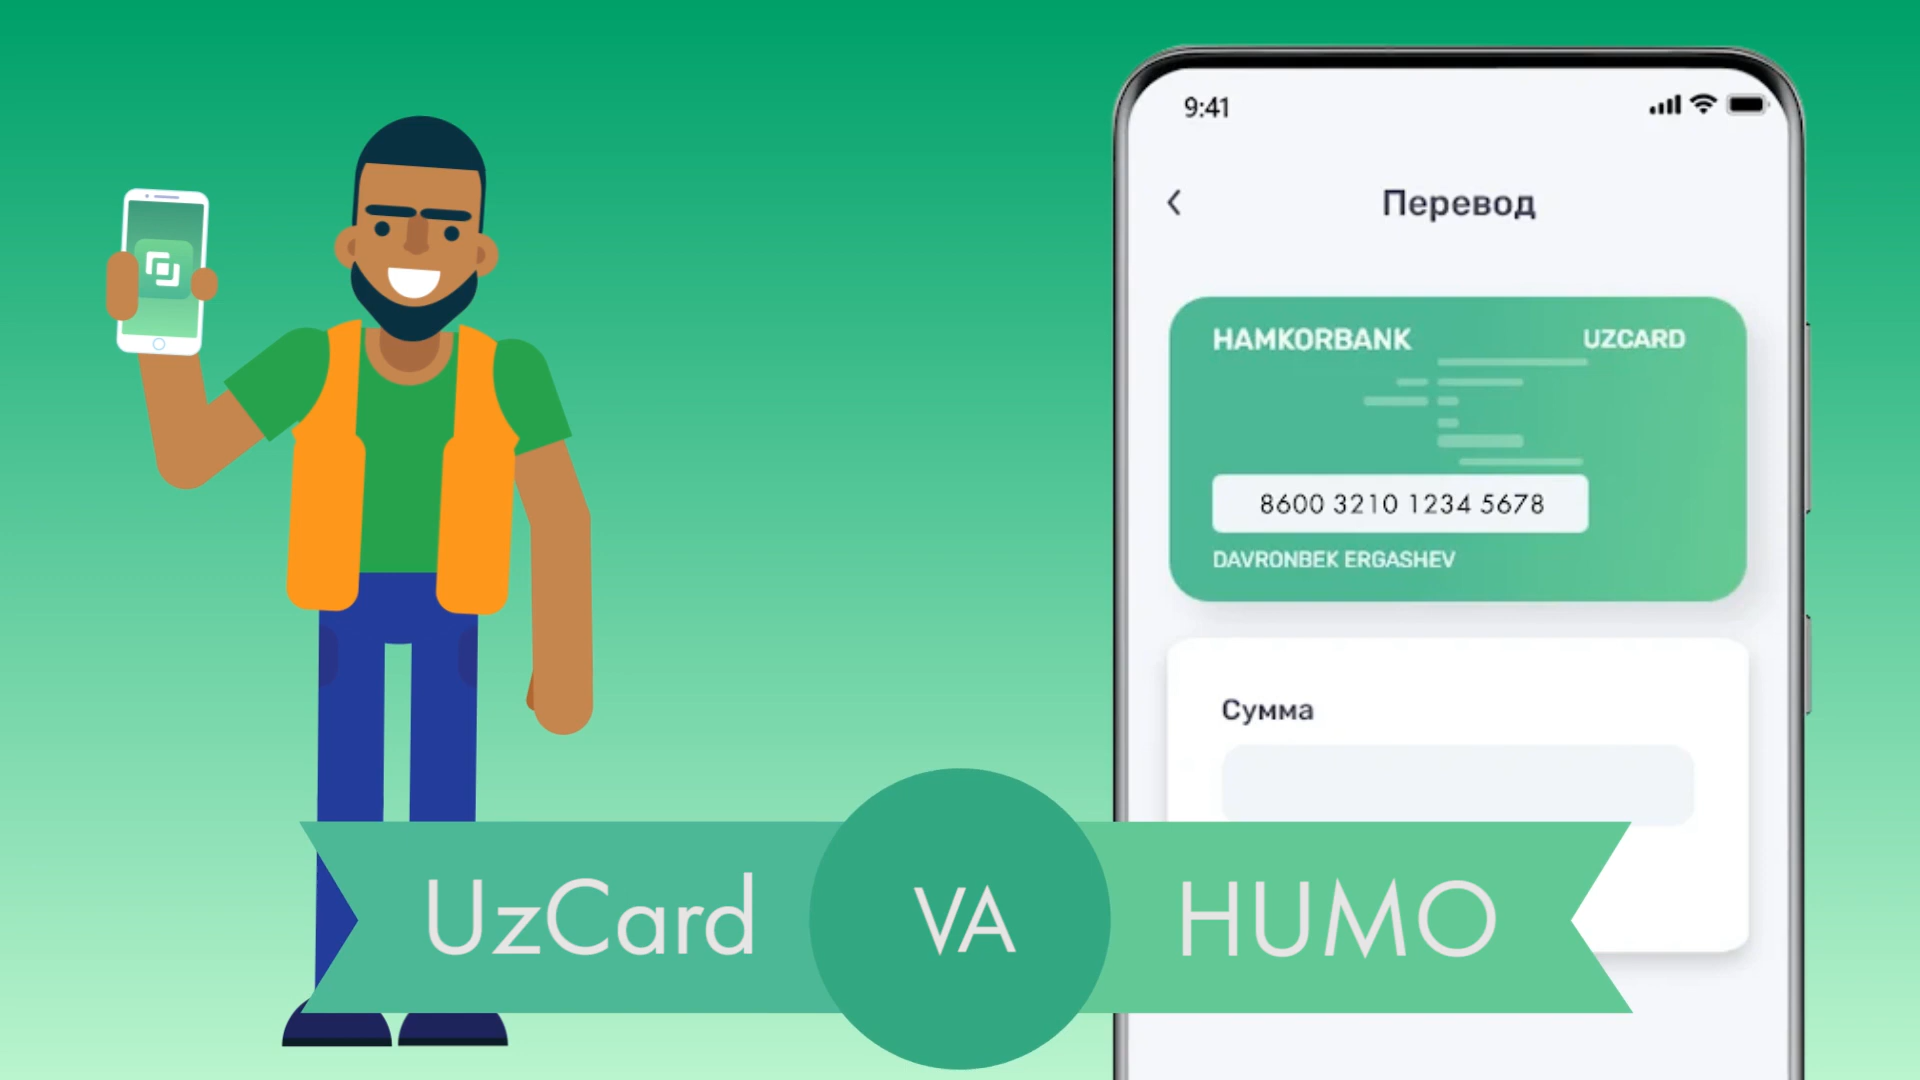 9:41
Перевод
HAMKORBANK
UZCARD
8600 3210 1234 5678
DAVRONBEK ERGASHEV
Сумма
UzCard VA HUMO